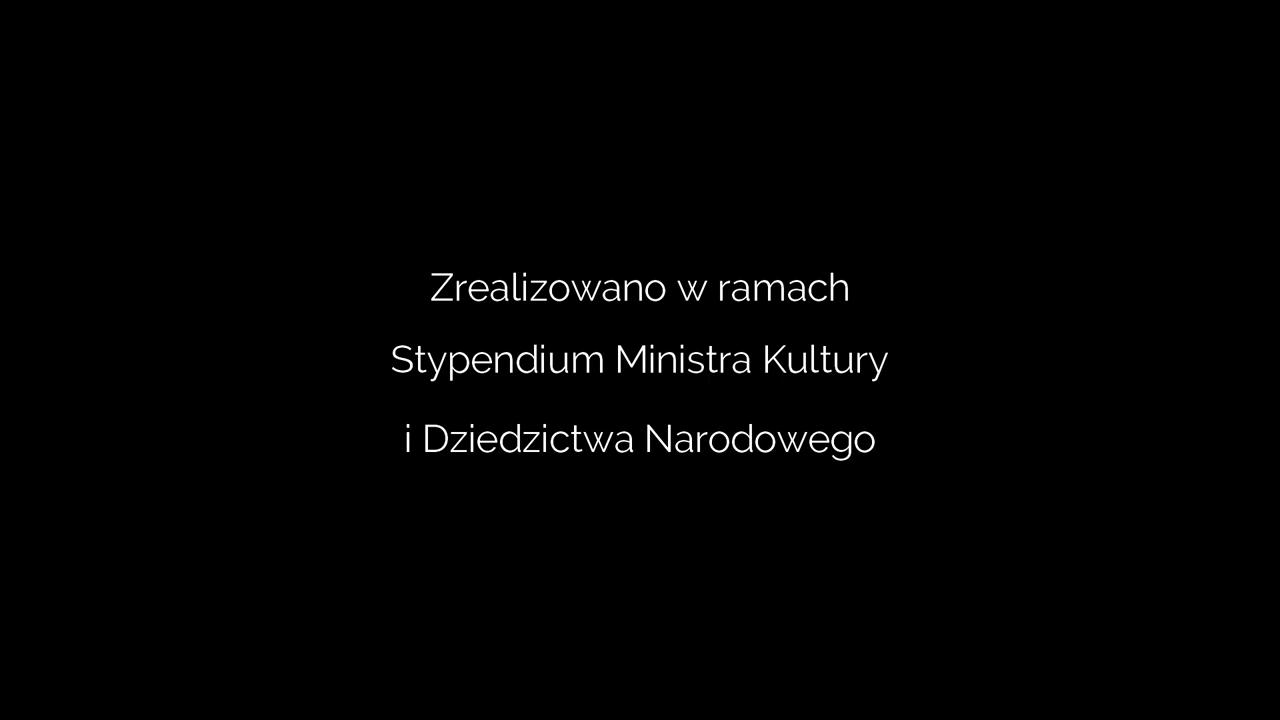 Zrealizowano w ramach
Stypendium Ministra Kultury
i Dziedzictwa Narodowego